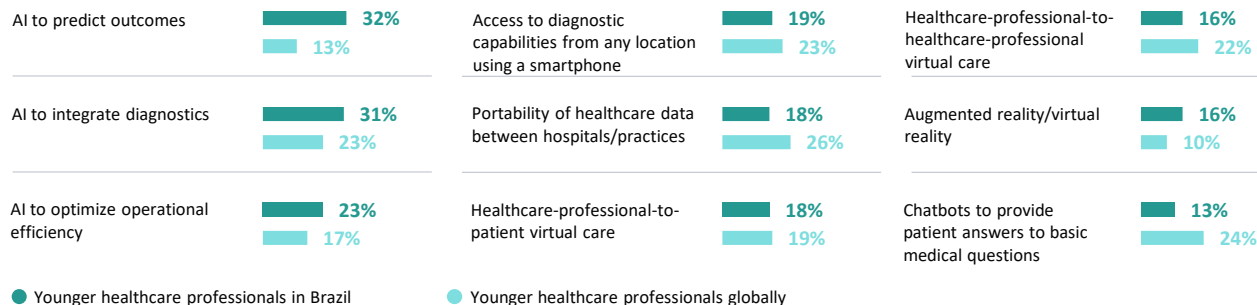 AI to predict outcomes
32%
13%
AI to integrate diagnostics
31%
23%
AI to optimize operational
efficiency
23%
17%
Access to diagnostic
capabilities from any location
using a smartphone
19%
23%
Portability of healthcare data
between hospitals/practices
18%
26%
Healthcare-professional-to-
patient virtual care
18%
19%
Healthcare-professional-to-
healthcare-professional
virtual care
16%
22%
Augmented reality/virtual
reality
16%
10%
Chatbots to provide
patient answers to basic
medical questions
13%
24%
Younger healthcare professionals in Brazil
Younger healthcare professionals globally